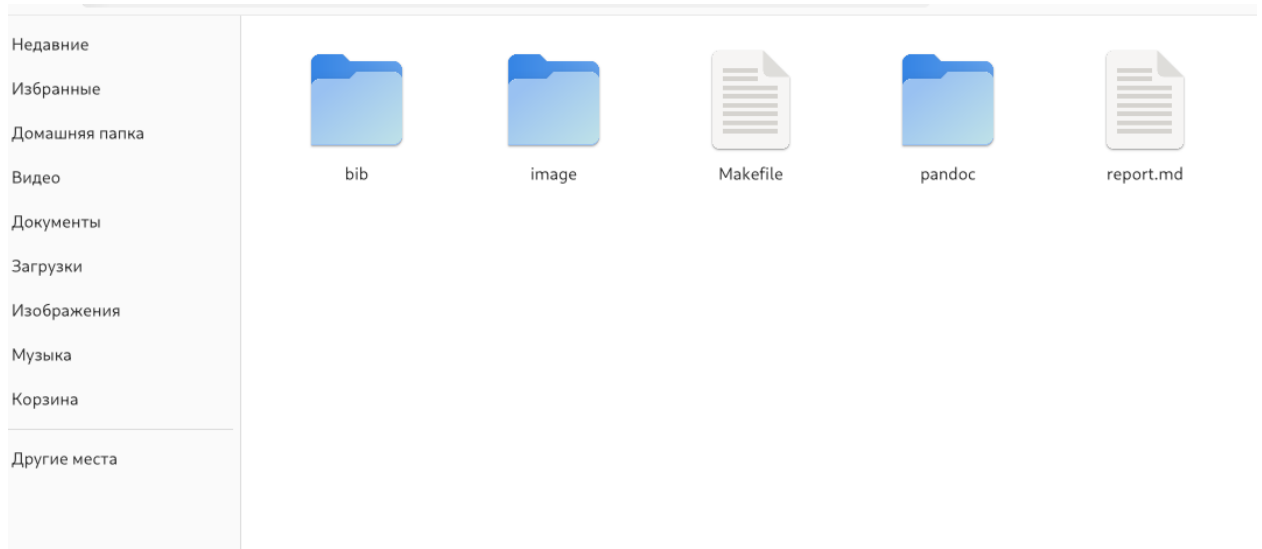 Недавние
Избранные
Домашняя папка
Видео
Документы
Загрузки
Изображения
Музыка
Корзина
Другие места
bib
image
Makefile
pandoc
report.md